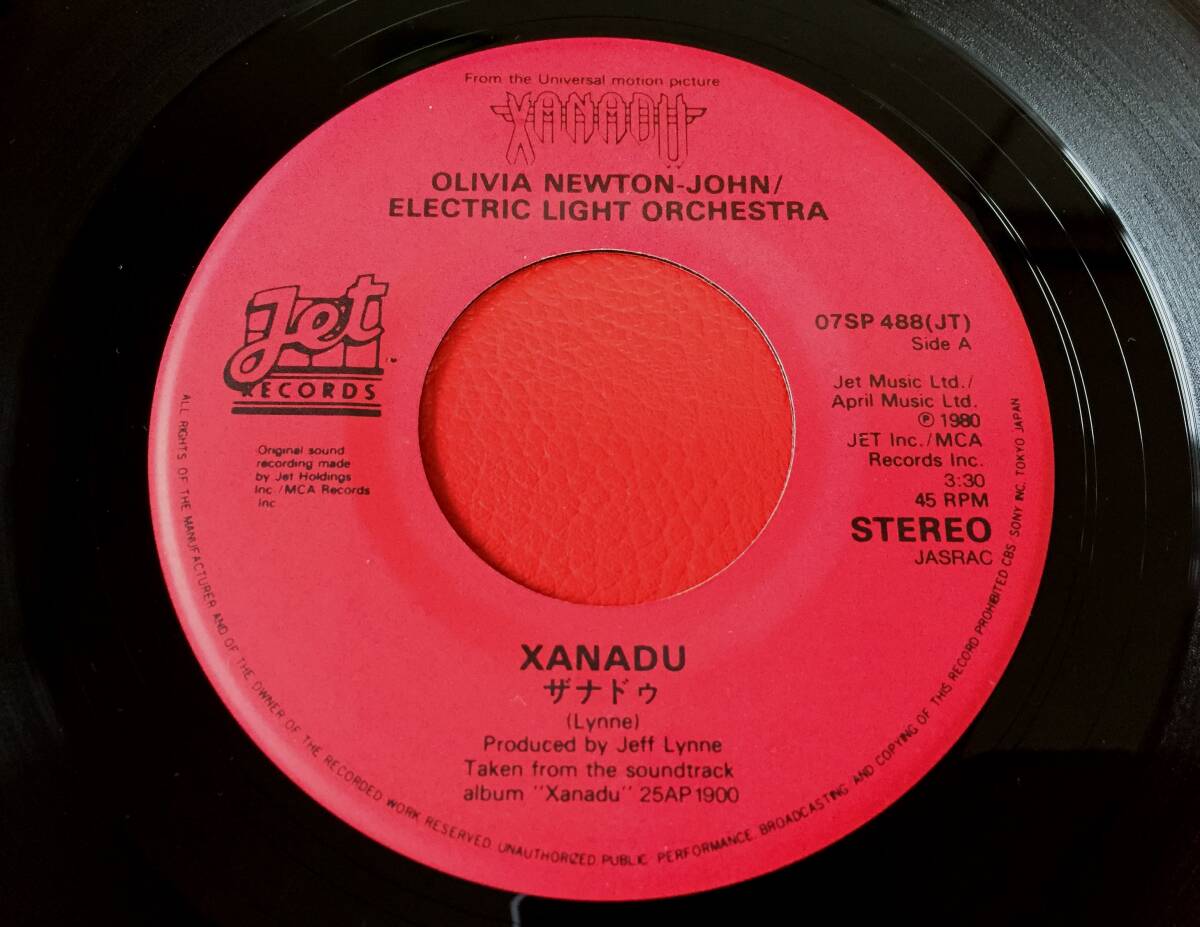 From the Universal motion picture
XANADU
OLIVIA NEWTON-JOHN/
ELECTRIC LIGHT ORCHESTRA
Jet
RECORDS
Original sound
recording made
by Jet Holdings
Inc./MCA Records
Inc
07SP 488(JT)
Side A
Jet Music Ltd./
April Music Ltd.
℗ 1980
JET Inc./MCA
Records Inc.
3:30
45 RPM
STEREO
JASRAC
XANADU
ザナドゥ
(Lynne)
Produced by Jeff Lynne
Taken from the soundtrack
album "Xanadu" 25AP1900
ALL RIGHTS OF THE MANUFACTURER AND OF THE OWNER OF THE RECORDED WORK RESERVED. UNAUTHORIZED PUBLIC PERFORMANCE. BROADCASTING AND COPYING OF THIS RECORD PROHIBITED CBS/SONY INC. TOKYO JAPAN